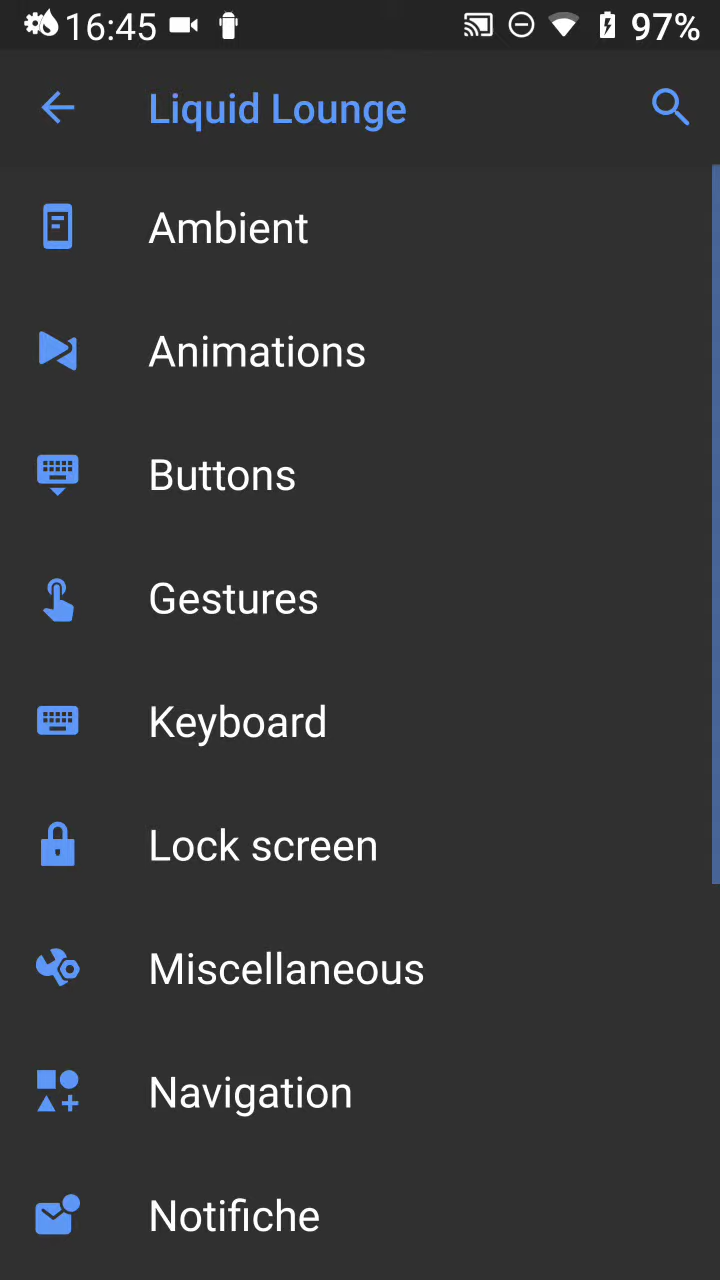 16:45 97%
Liquid Lounge
Ambient
Animations
Buttons
Gestures
Keyboard
Lock screen
Miscellaneous
Navigation
Notifiche